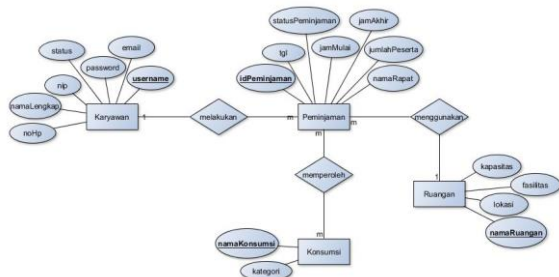 statusPeminjaman
jamAkhir
status
email
tgl
jamMulai
jumlahPeserta
password
nip
username
idPeminjaman
namaRapat
namaLengkap
Karyawan
1
melakukan
m
Peminjaman
m
menggunakan
noHp
m
kapasitas
memperoleh
1
fasilitas
Ruangan
lokasi
m
namaRuangan
namaKonsumsi
Konsumsi
kategori